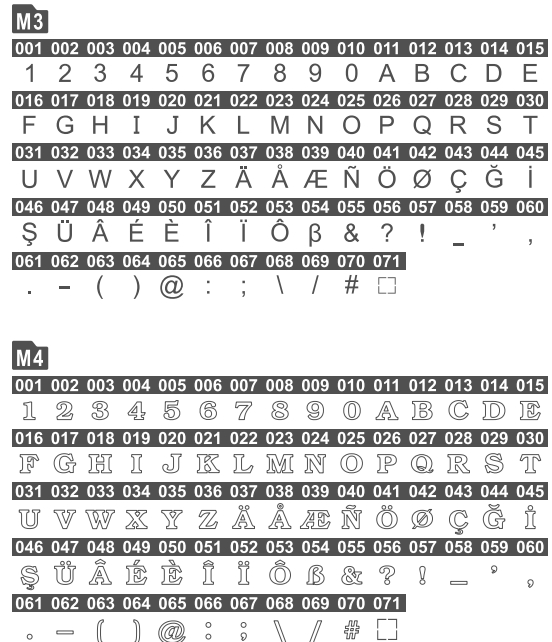 M3
001 002 003 004 005 006 007 008 009 010 011 012 013 014 015
1 2 3 4 5 6 7 8 9 0 A B C D E
016 017 018 019 020 021 022 023 024 025 026 027 028 029 030
F G H I J K L M N O P Q R S T
031 032 033 034 035 036 037 038 039 040 041 042 043 044 045
U V W X Y Z Ä Å Æ Ñ Ö Ø Ç Ğ İ
046 047 048 049 050 051 052 053 054 055 056 057 058 059 060
Ş Ü Â É È Î Ï Ô β & ? ! _ ’ ,
061 062 063 064 065 066 067 068 069 070 071
. – ( ) @ : ; \ / #
M4
001 002 003 004 005 006 007 008 009 010 011 012 013 014 015
1 2 3 4 5 6 7 8 9 0 A B C D E
016 017 018 019 020 021 022 023 024 025 026 027 028 029 030
F G H I J K L M N O P Q R S T
031 032 033 034 035 036 037 038 039 040 041 042 043 044 045
U V W X Y Z Ä Å Æ Ñ Ö Ø Ç Ğ İ
046 047 048 049 050 051 052 053 054 055 056 057 058 059 060
Ş Ü Â É È Î Ï Ô ß & ? ! _ ’ ,
061 062 063 064 065 066 067 068 069 070 071
. – ( ) @ : ; \ / #